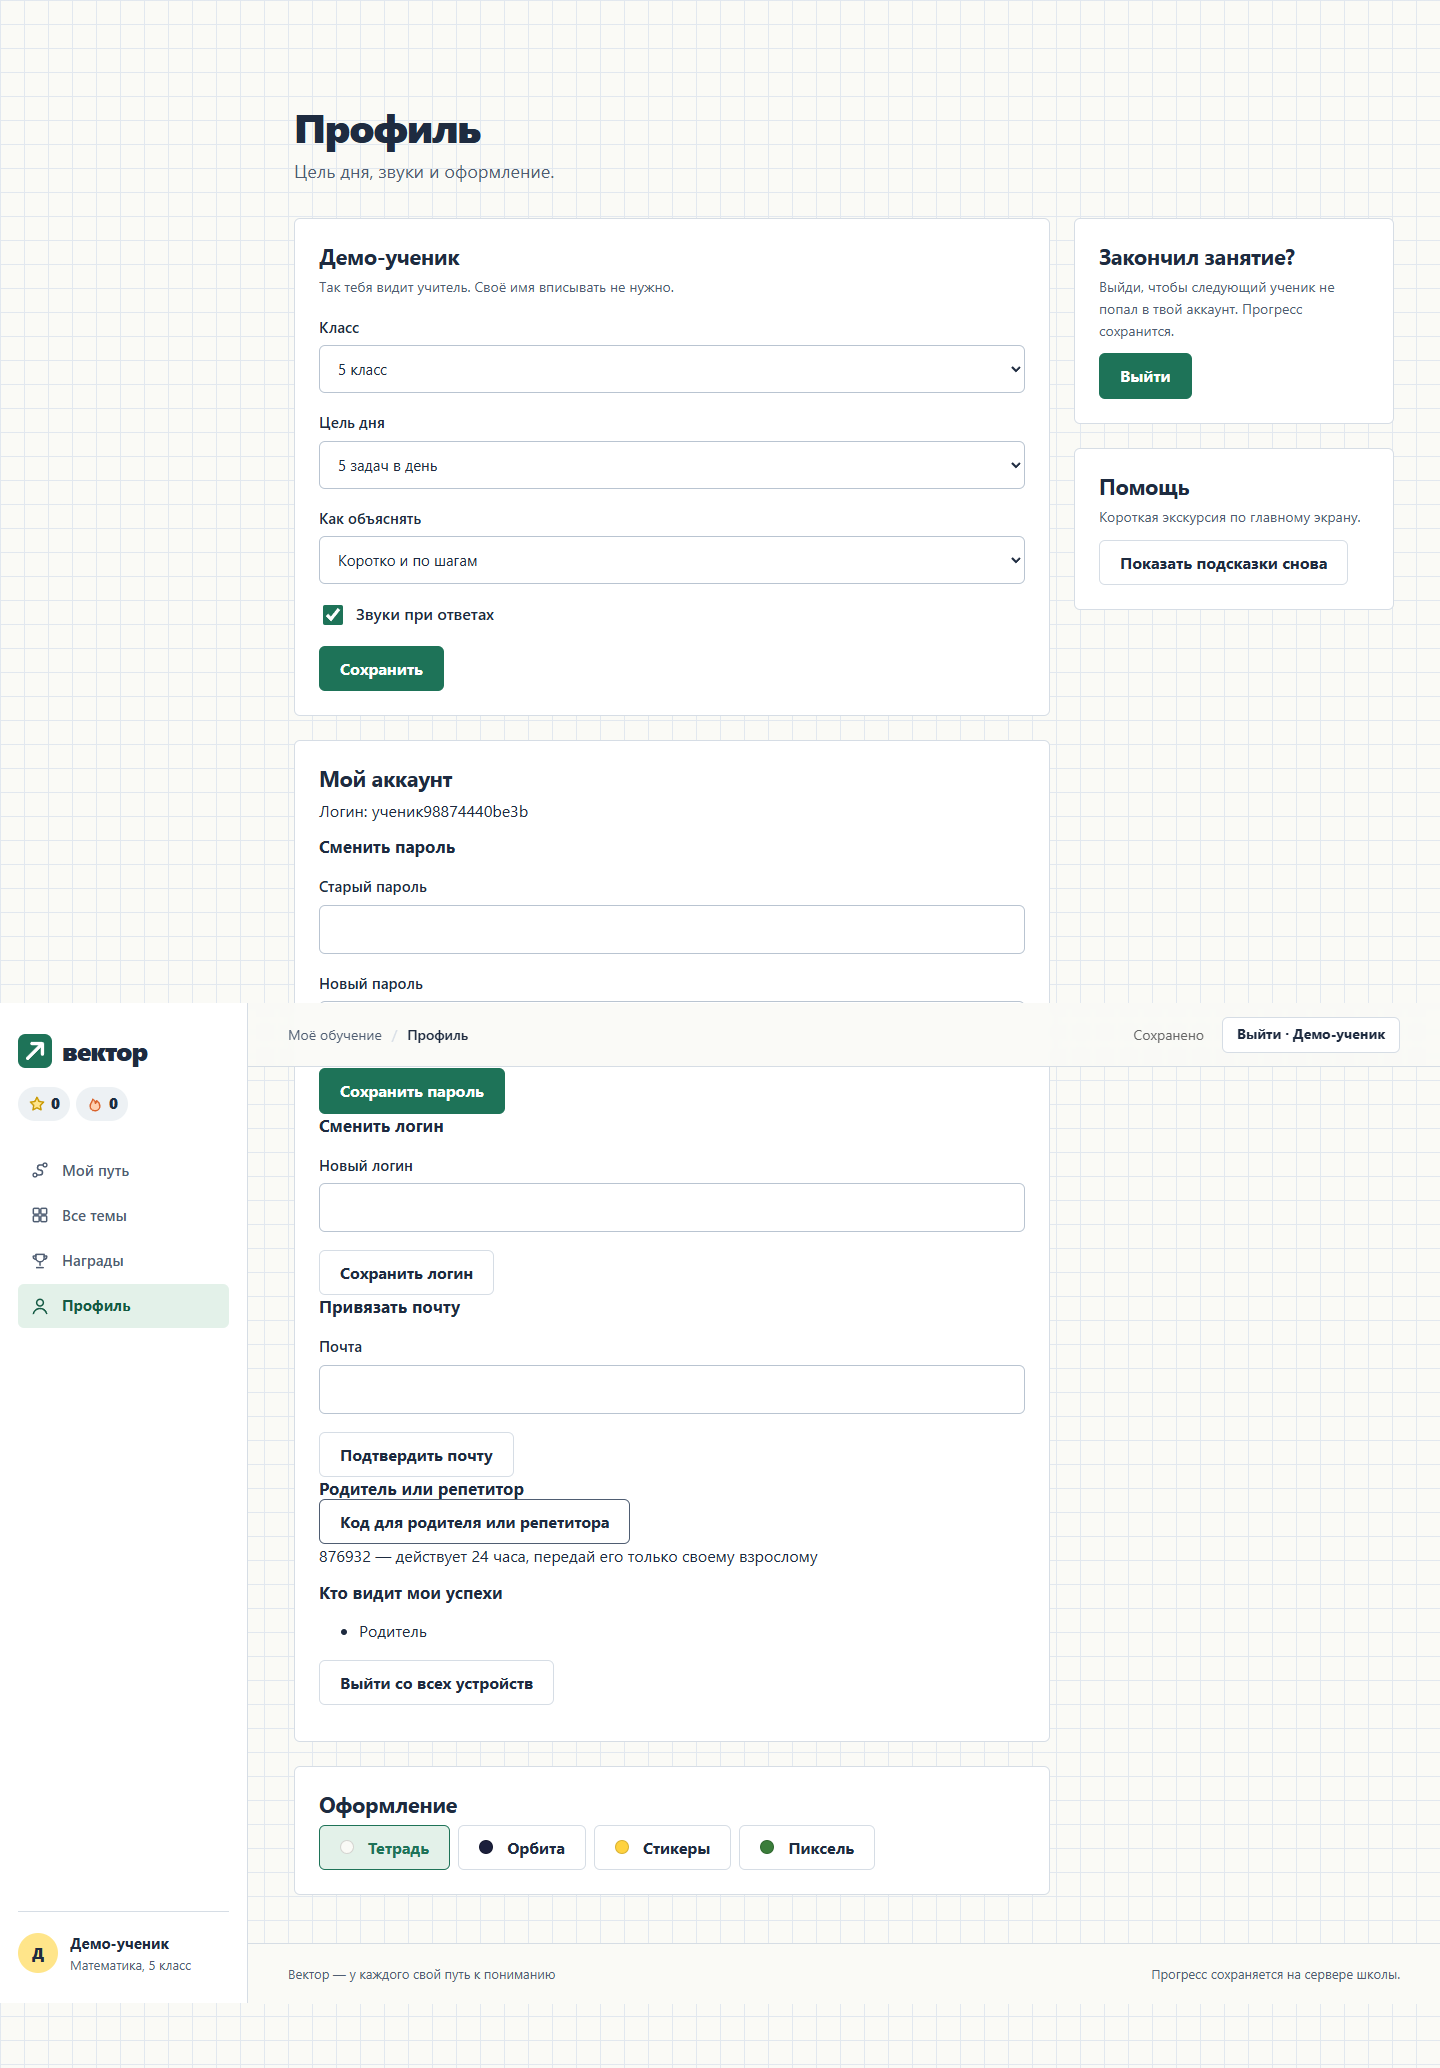 Профиль
Цель дня, звуки и оформление.
Демо-ученик
Так тебя видит учитель. Своё имя вписывать не нужно.
Класс
5 класс
Цель дня
5 задач в день
Как объяснять
Коротко и по шагам
Звуки при ответах
Сохранить
Закончил занятие?
Выйди, чтобы следующий ученик не
попал в твой аккаунт. Прогресс
сохранится.
Выйти
Помощь
Короткая экскурсия по главному экрану.
Показать подсказки снова
Мой аккаунт
Логин: ученик98874440be3b
Сменить пароль
Старый пароль
Новый пароль
вектор
0 0
Мой путь
Все темы
Награды
Профиль
Демо-ученик
Д
Математика, 5 класс
Моё обучение / Профиль
Сохранено
Выйти · Демо-ученик
Сохранить пароль
Сменить логин
Новый логин
Сохранить логин
Привязать почту
Почта
Подтвердить почту
Родитель или репетитор
Код для родителя или репетитора
876932 — действует 24 часа, передай его только своему взрослому
Кто видит мои успехи
• Родитель
Выйти со всех устройств
Оформление
Тетрадь
Орбита
Стикеры
Пиксель
Вектор — у каждого свой путь к пониманию
Прогресс сохраняется на сервере школы.